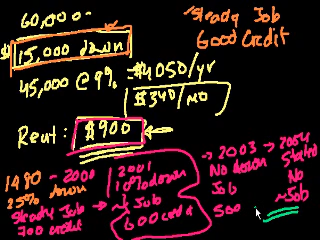 60,000
$15,000 down
45,000 @ 9% = $4050/yr
$340/mo
Steady Job
Good Credit
Rent: $900
1980 - 2000
25% down
Steady Job
700 credit
2001
10% down
Job
600 credit
→ 2003
No down
Job
500
→ 2004
No
Stated
~Job